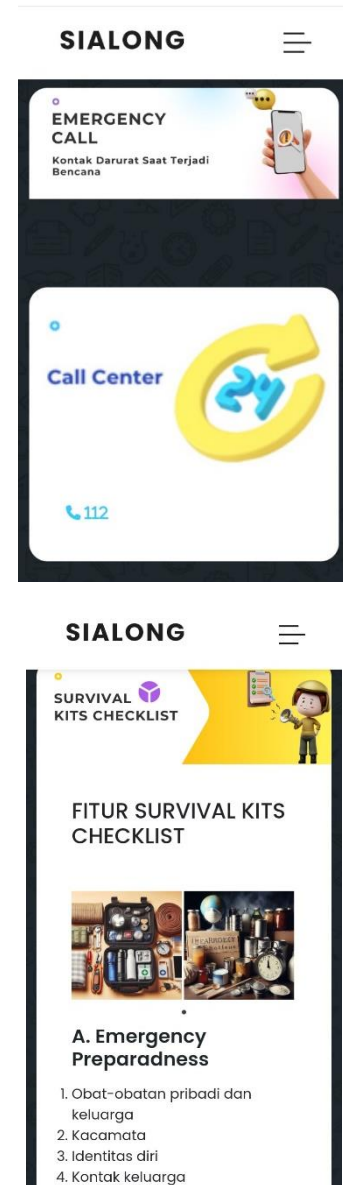 SIALONG
EMERGENCY
CALL
Kontak Darurat Saat Terjadi
Bencana
Call Center
24
112
SIALONG
SURVIVAL
KITS CHECKLIST
FITUR SURVIVAL KITS
CHECKLIST
A. Emergency
Preparadness
1. Obat-obatan pribadi dan
keluarga
2. Kacamata
3. Identitas diri
4. Kontak keluarga